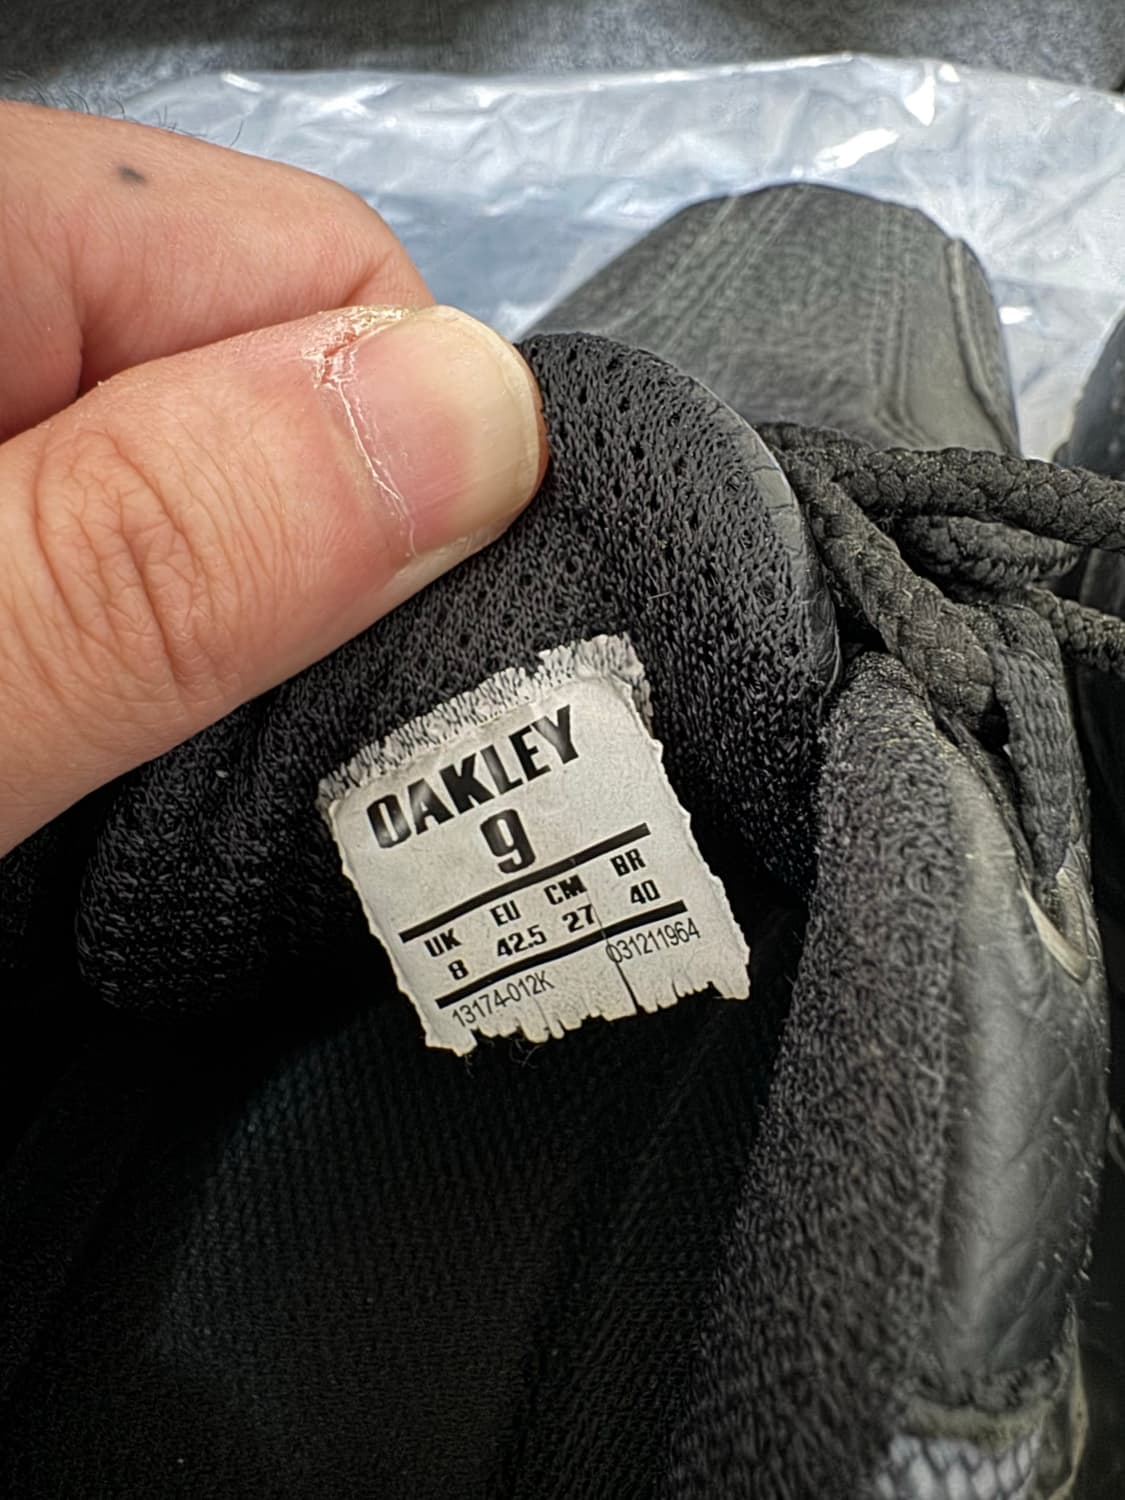 OAKLEY
9
UK EU CM BR
8 42.5 27 40
13174-012K 031211964